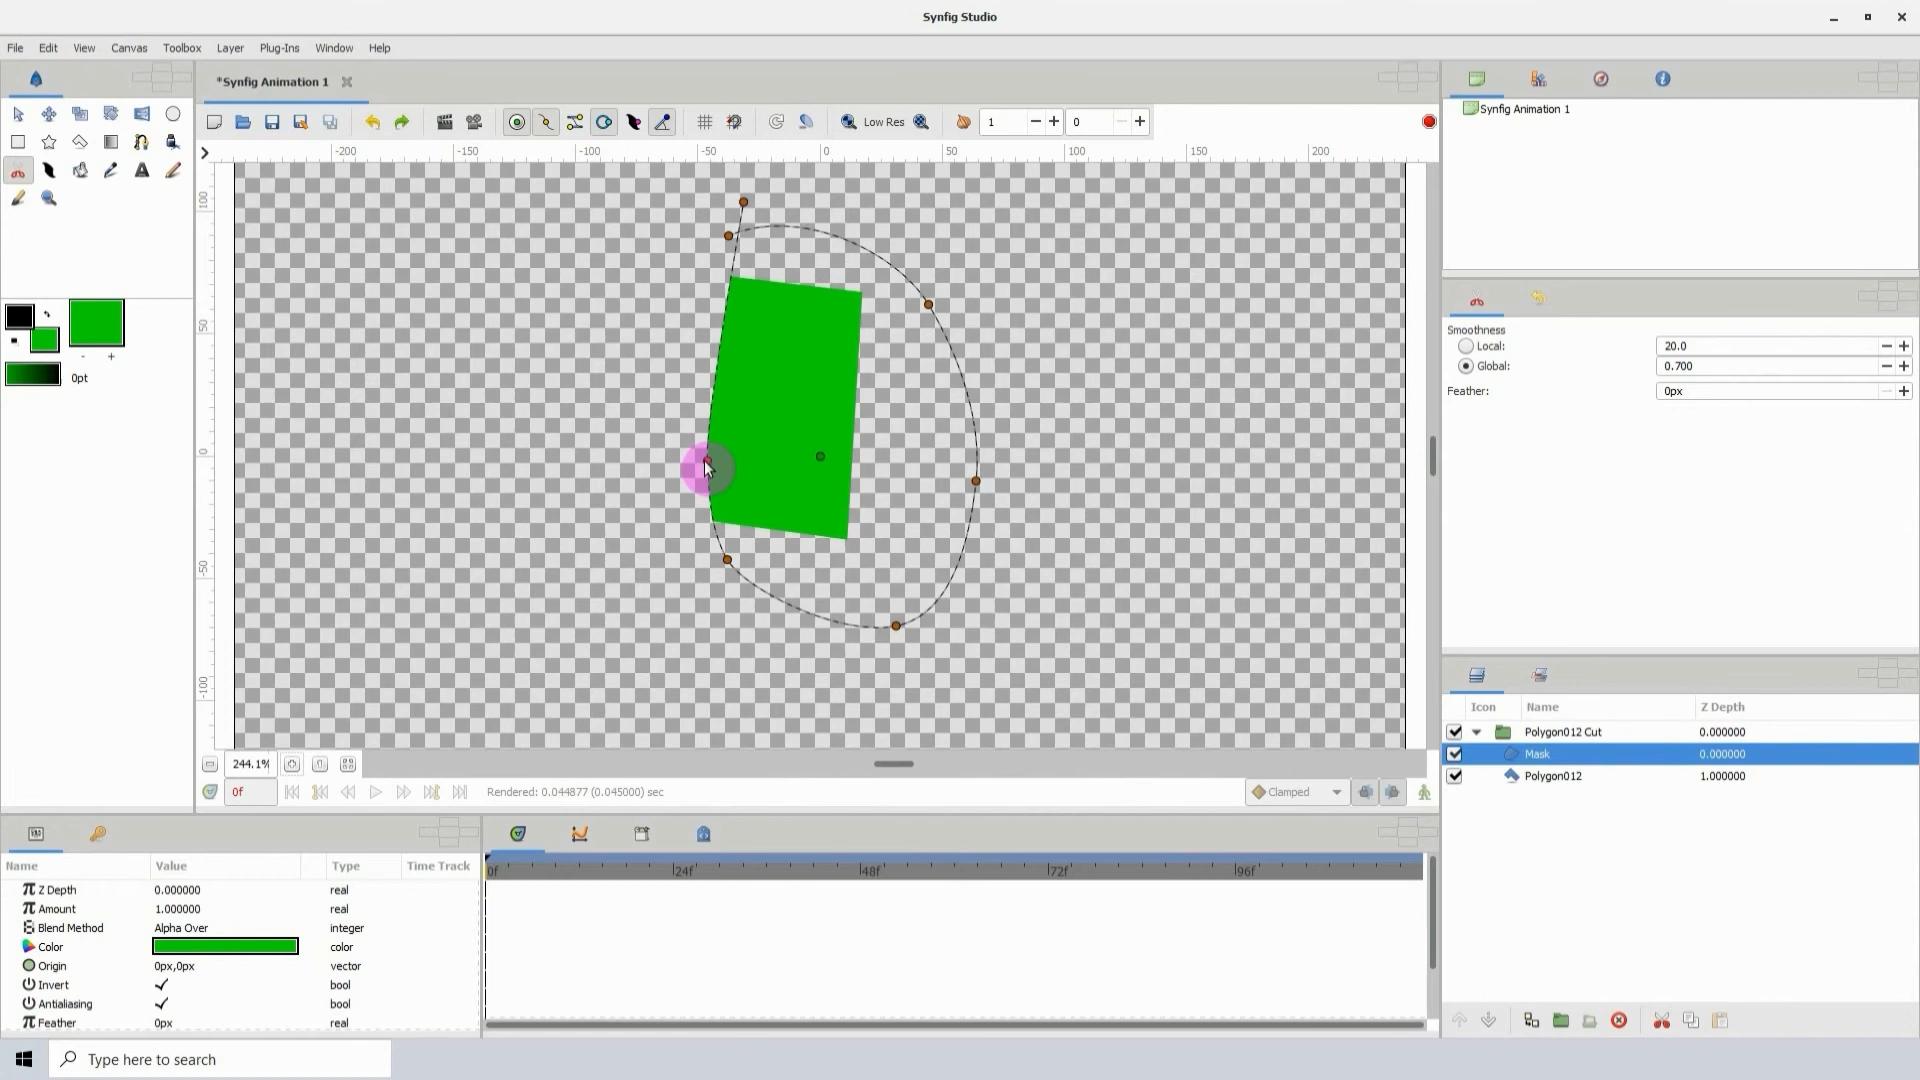 Synfig Studio
File Edit View Canvas Toolbox Layer Plug-Ins Window Help
*Synfig Animation 1
Low Res 1 0
-200 -150 -100 -50 0 50 100 150 200
100
50
0
-50
-100
0pt
244.1%
0f
Rendered: 0.044877 (0.045000) sec
Clamped
Name Value Type Time Track
Z Depth 0.000000 real
Amount 1.000000 real
Blend Method Alpha Over integer
Color color
Origin 0px,0px vector
Invert bool
Antialiasing bool
Feather 0px real
0f 24f 48f 72f 96f
Synfig Animation 1
Smoothness
Local: 20.0
Global: 0.700
Feather: 0px
Icon Name Z Depth
Polygon012 Cut 0.000000
Mask 0.000000
Polygon012 1.000000
Type here to search